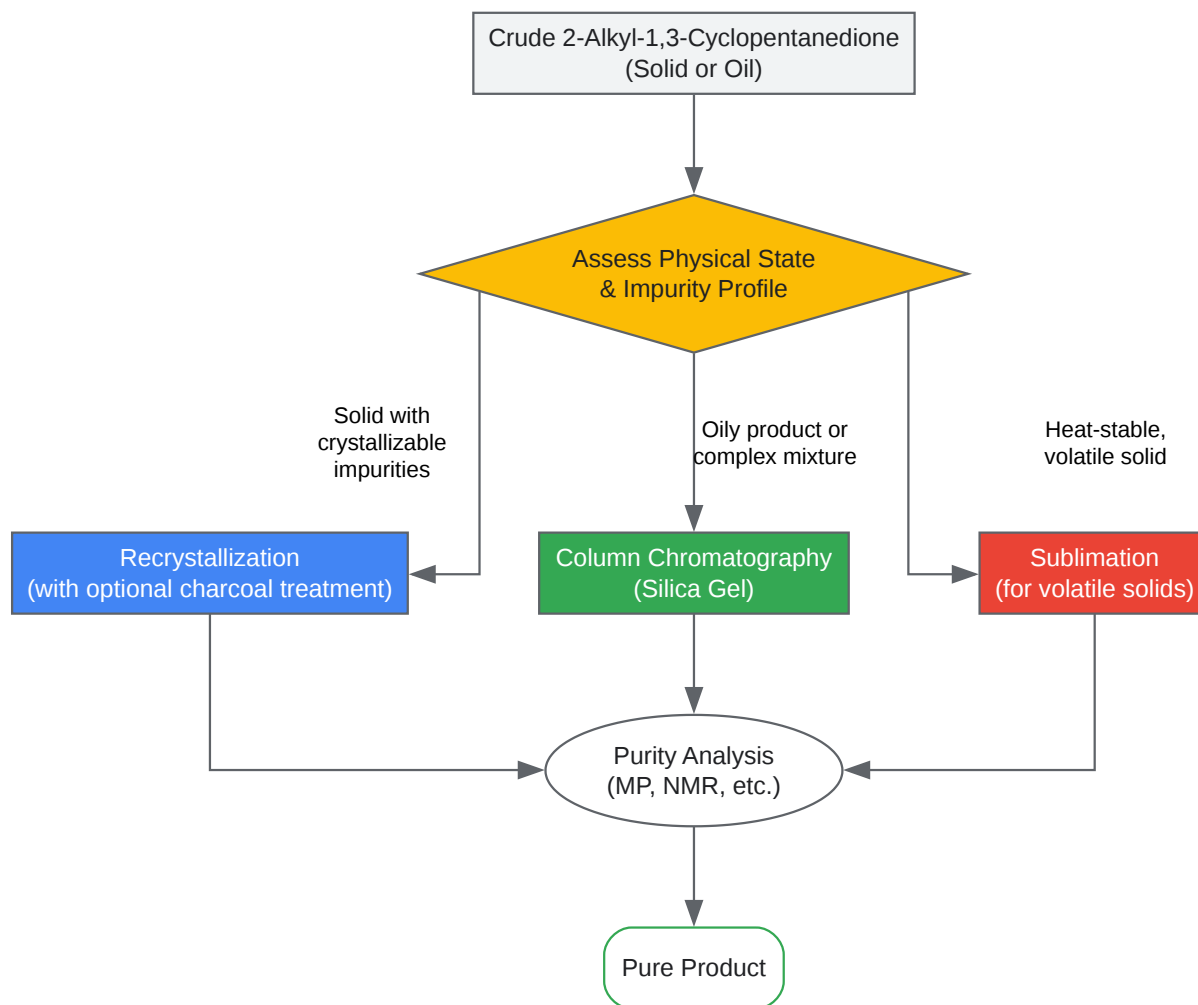 Crude 2-Alkyl-1,3-Cyclopentanedione
(Solid or Oil)
Assess Physical State
& Impurity Profile
Solid with
crystallizable
impurities
Oily product or
complex mixture
Heat-stable,
volatile solid
Recrystallization
(with optional charcoal treatment)
Column Chromatography
(Silica Gel)
Sublimation
(for volatile solids)
Purity Analysis
(MP, NMR, etc.)
Pure Product